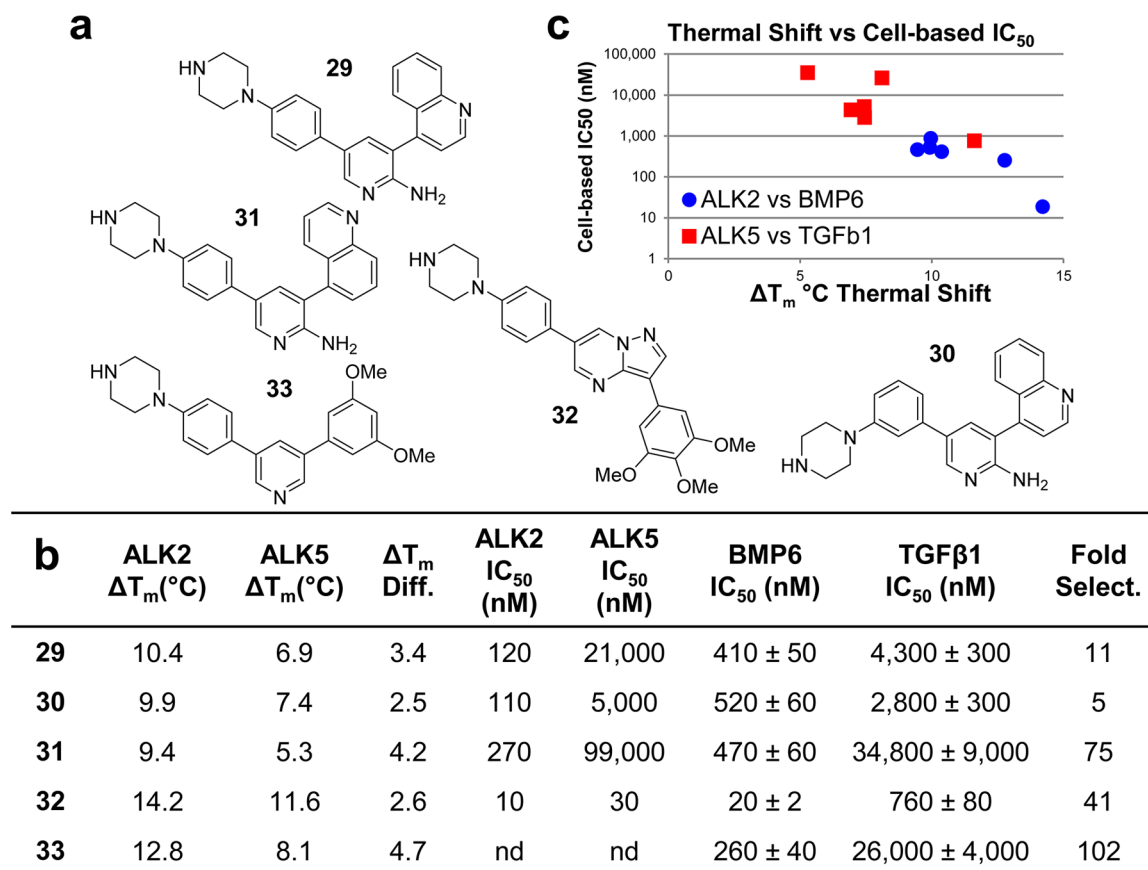 a
29
HN
N
N
N
NH₂
31
HN
N
N
N
NH₂
33
HN
N
OMe
OMe
N
32
HN
N
N
N
N
OMe
MeO
OMe
30
N
N
HN
N
NH₂
c
Thermal Shift vs Cell-based IC₅₀
Cell-based IC50 (nM)
100,000
10,000
1,000
100
10
1
ALK2 vs BMP6
ALK5 vs TGFb1
0 5 10 15
ΔTₘ °C Thermal Shift
b
ALK2 ΔTₘ(°C)
ALK5 ΔTₘ(°C)
ΔTₘ Diff.
ALK2 IC₅₀ (nM)
ALK5 IC₅₀ (nM)
BMP6 IC₅₀ (nM)
TGFβ1 IC₅₀ (nM)
Fold Select.
29 10.4 6.9 3.4 120 21,000 410 ± 50 4,300 ± 300 11
30 9.9 7.4 2.5 110 5,000 520 ± 60 2,800 ± 300 5
31 9.4 5.3 4.2 270 99,000 470 ± 60 34,800 ± 9,000 75
32 14.2 11.6 2.6 10 30 20 ± 2 760 ± 80 41
33 12.8 8.1 4.7 nd nd 260 ± 40 26,000 ± 4,000 102